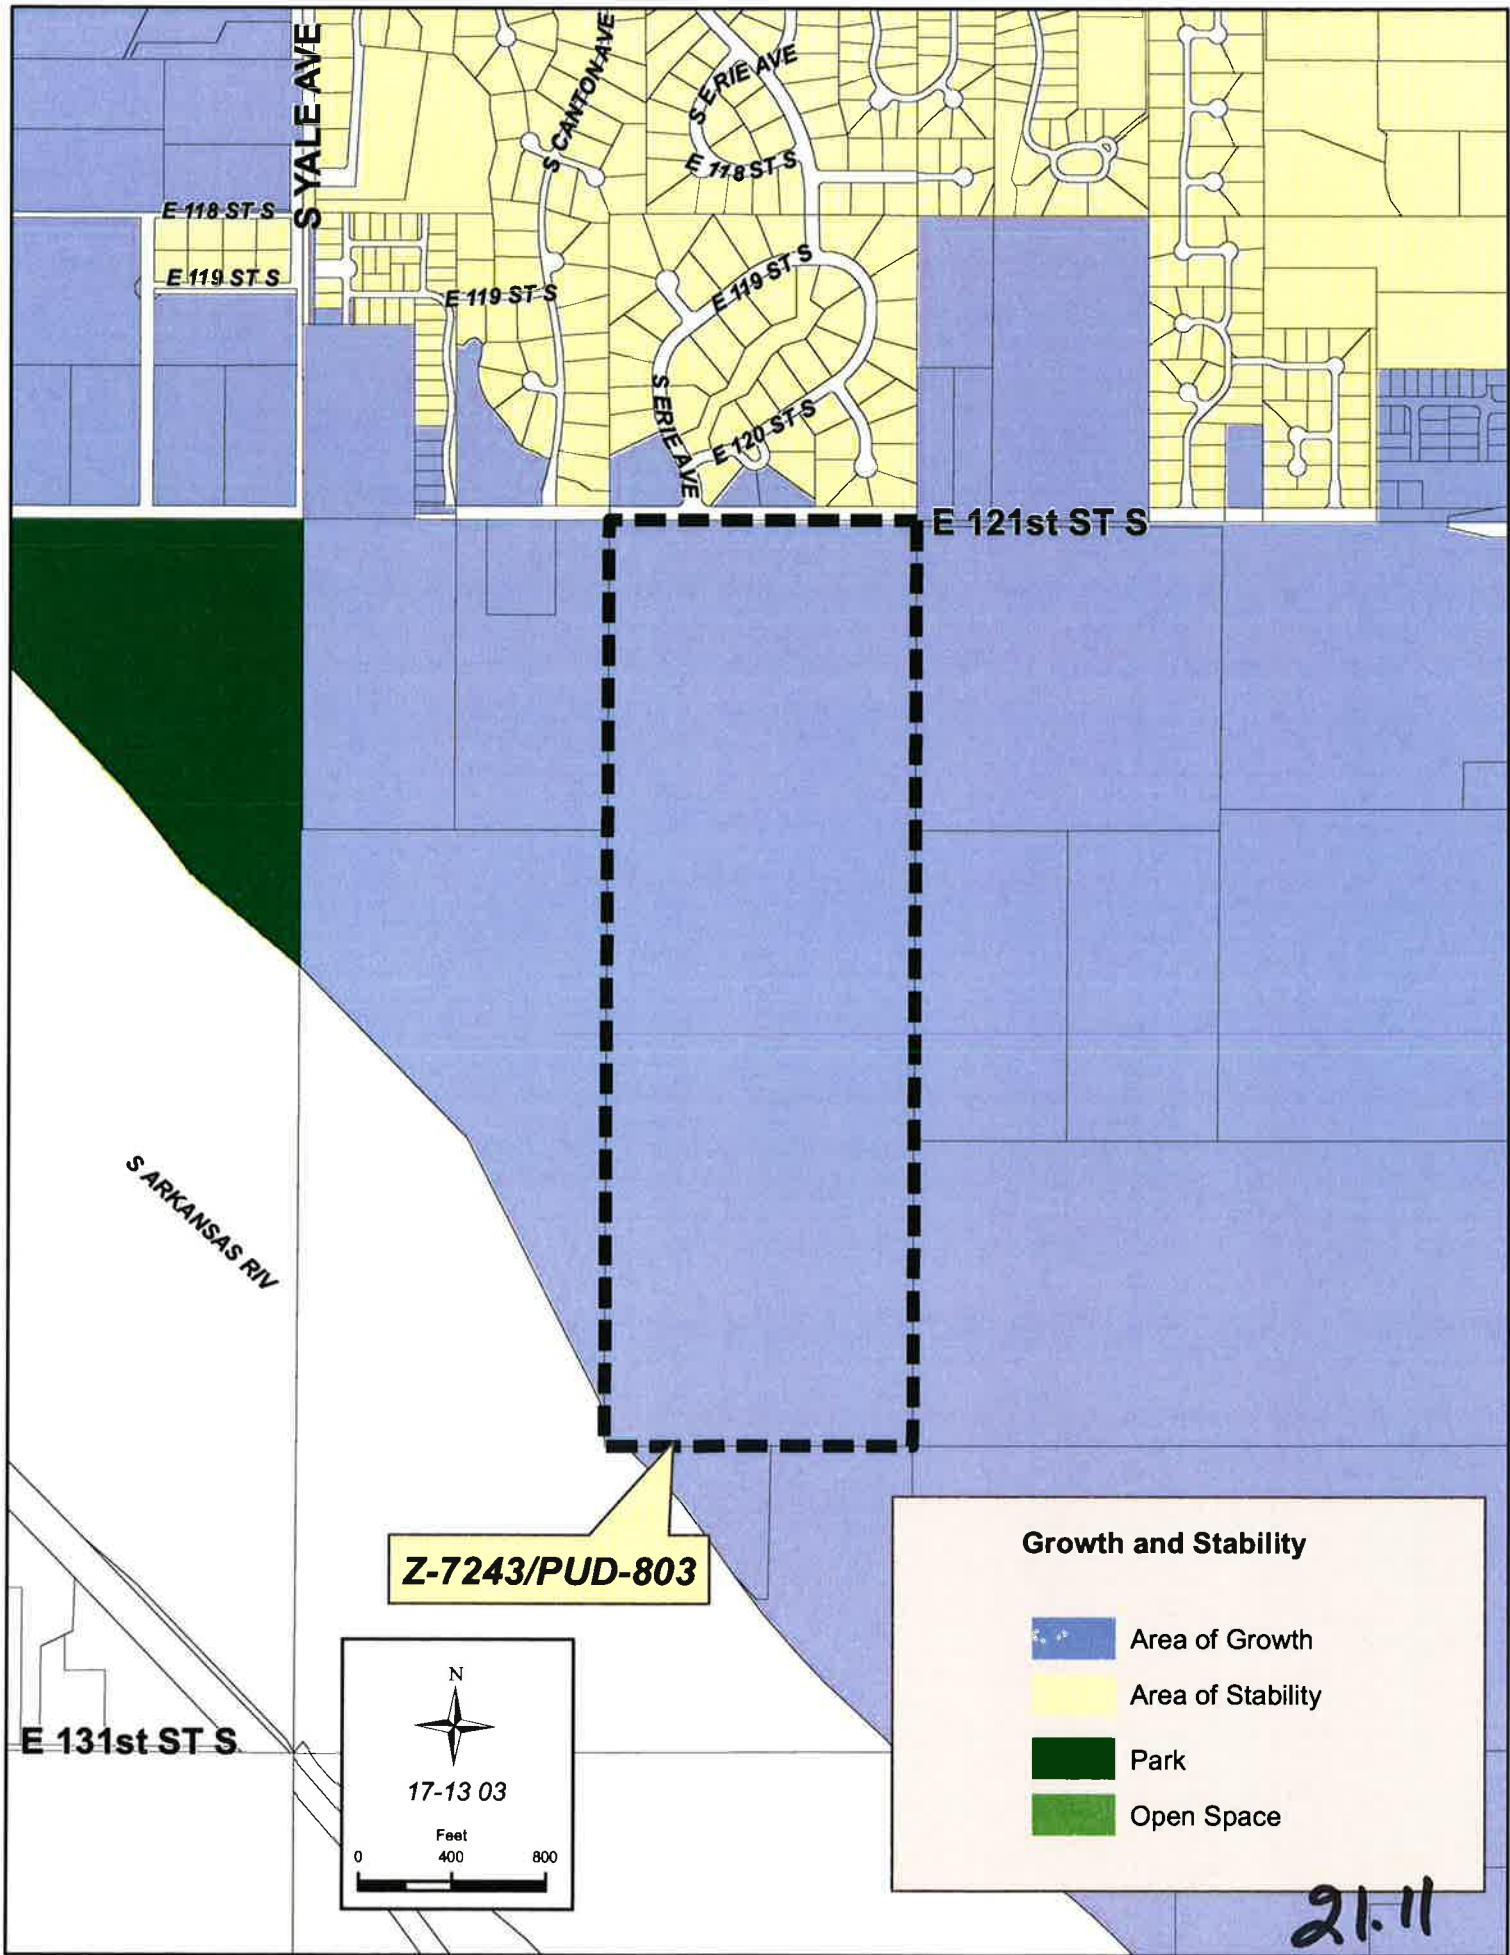 S YALE AVE
S CANTON AVE
S ERIE AVE
E 118 ST S
E 118 ST S
E 119 ST S
E 119 ST S
E 119 ST S
S ERIE AVE
E 120 ST S
E 121st ST S
S ARKANSAS RIV
Z-7243/PUD-803
E 131st ST S
N
17-13 03
Feet
0 400 800
Growth and Stability
Area of Growth
Area of Stability
Park
Open Space
21.11